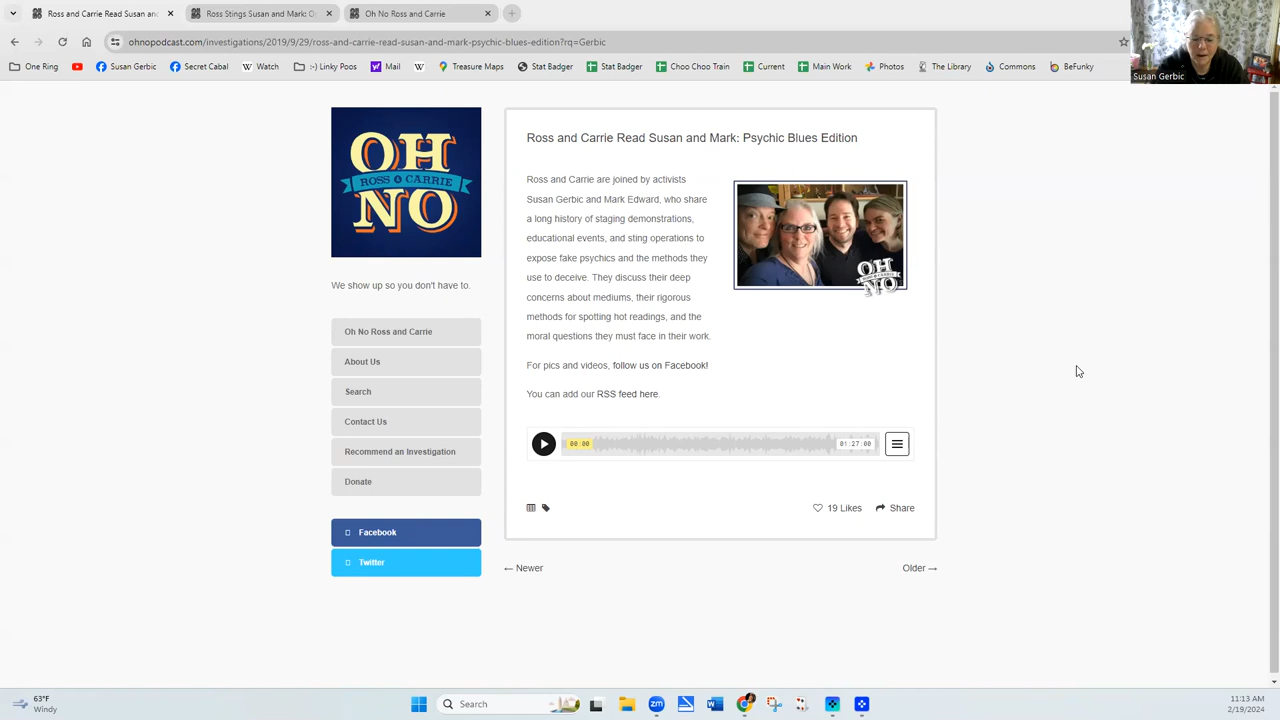 Ross and Carrie Read Susan and
Ross Stings Susan and Mark: O
Oh No Ross and Carrie
ohnopodcast.com/investigations/2019/9/29/ross-and-carrie-read-susan-and-mark-psychic-blues-edition?rq=Gerbic
One Ring
Susan Gerbic
Secret Cabal
Watch
:-) Linky Poos
Mail
Treasure Maps
Stat Badger
Stat Badger
Choo Choo Train
Current
Main Work
Photos
The Library
Commons
BeFunky
Susan Gerbic
OH
ROSS & CARRIE
NO
We show up so you don't have to.
Oh No Ross and Carrie
About Us
Search
Contact Us
Recommend an Investigation
Donate
Facebook
Twitter
Ross and Carrie Read Susan and Mark: Psychic Blues Edition
Ross and Carrie are joined by activists
Susan Gerbic and Mark Edward, who share
a long history of staging demonstrations,
educational events, and sting operations to
expose fake psychics and the methods they
use to deceive. They discuss their deep
concerns about mediums, their rigorous
methods for spotting hot readings, and the
moral questions they must face in their work.
OH
ROSS & CARRIE
NO
For pics and videos, follow us on Facebook!
You can add our RSS feed here.
00:00
01:27:00
19 Likes
Share
← Newer
Older →
63°F
Windy
Search
zm
W
11:13 AM
2/19/2024